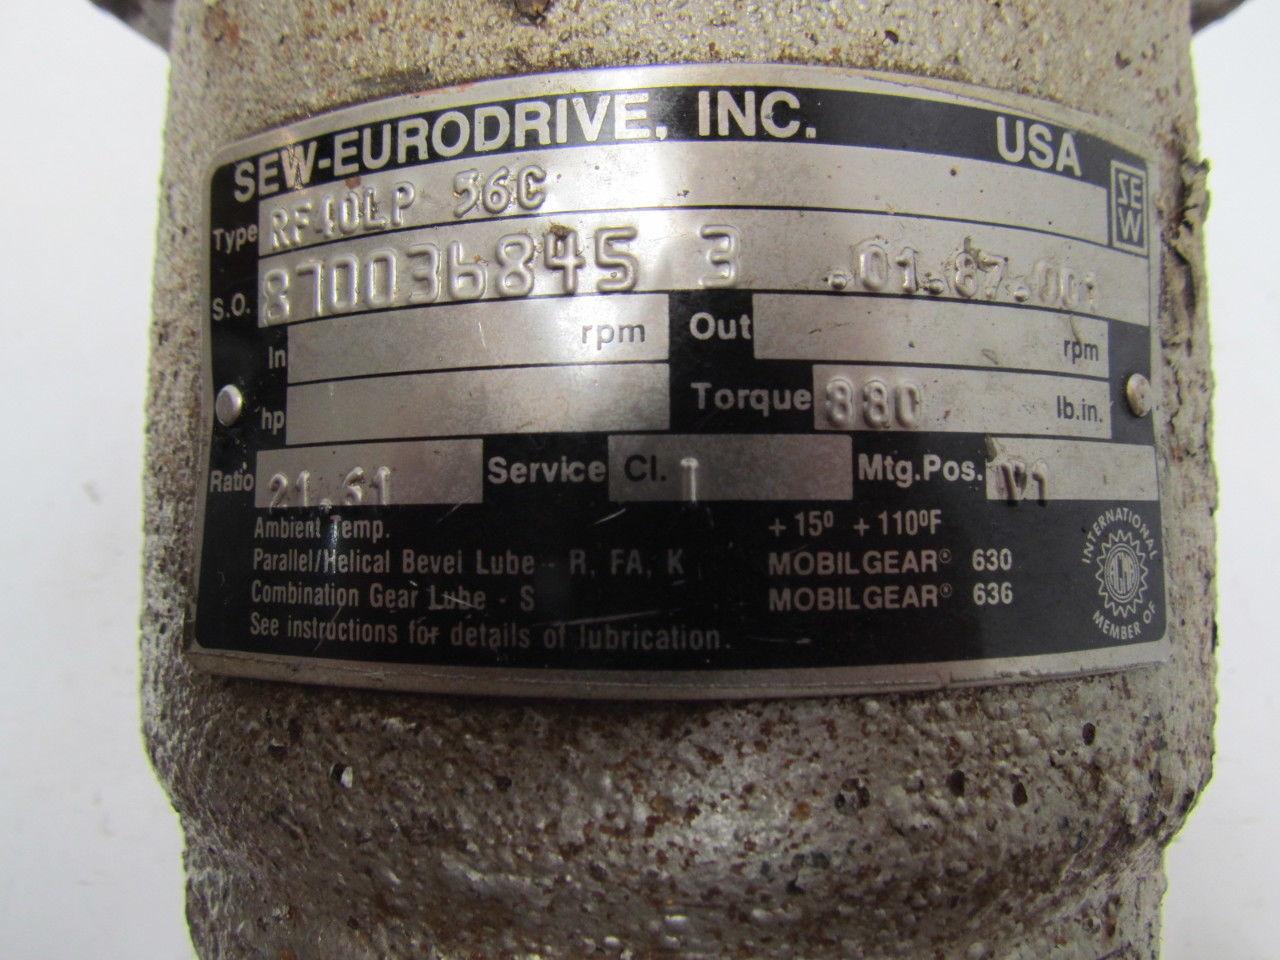 SEW-EURODRIVE, INC. USA
SEW
Type RF40LP 56C
S.O. 870036845 3 .01.87.001
In rpm Out rpm
hp Torque 880 lb.in.
Ratio 21.61 Service Cl. 1 Mtg.Pos. V1
Ambient Temp. +15⁰ +110⁰F
Parallel/Helical Bevel Lube - R, FA, K MOBILGEAR® 630
Combination Gear Lube - S MOBILGEAR® 636
See instructions for details of lubrication.
INTERNATIONAL
MEMBER OF